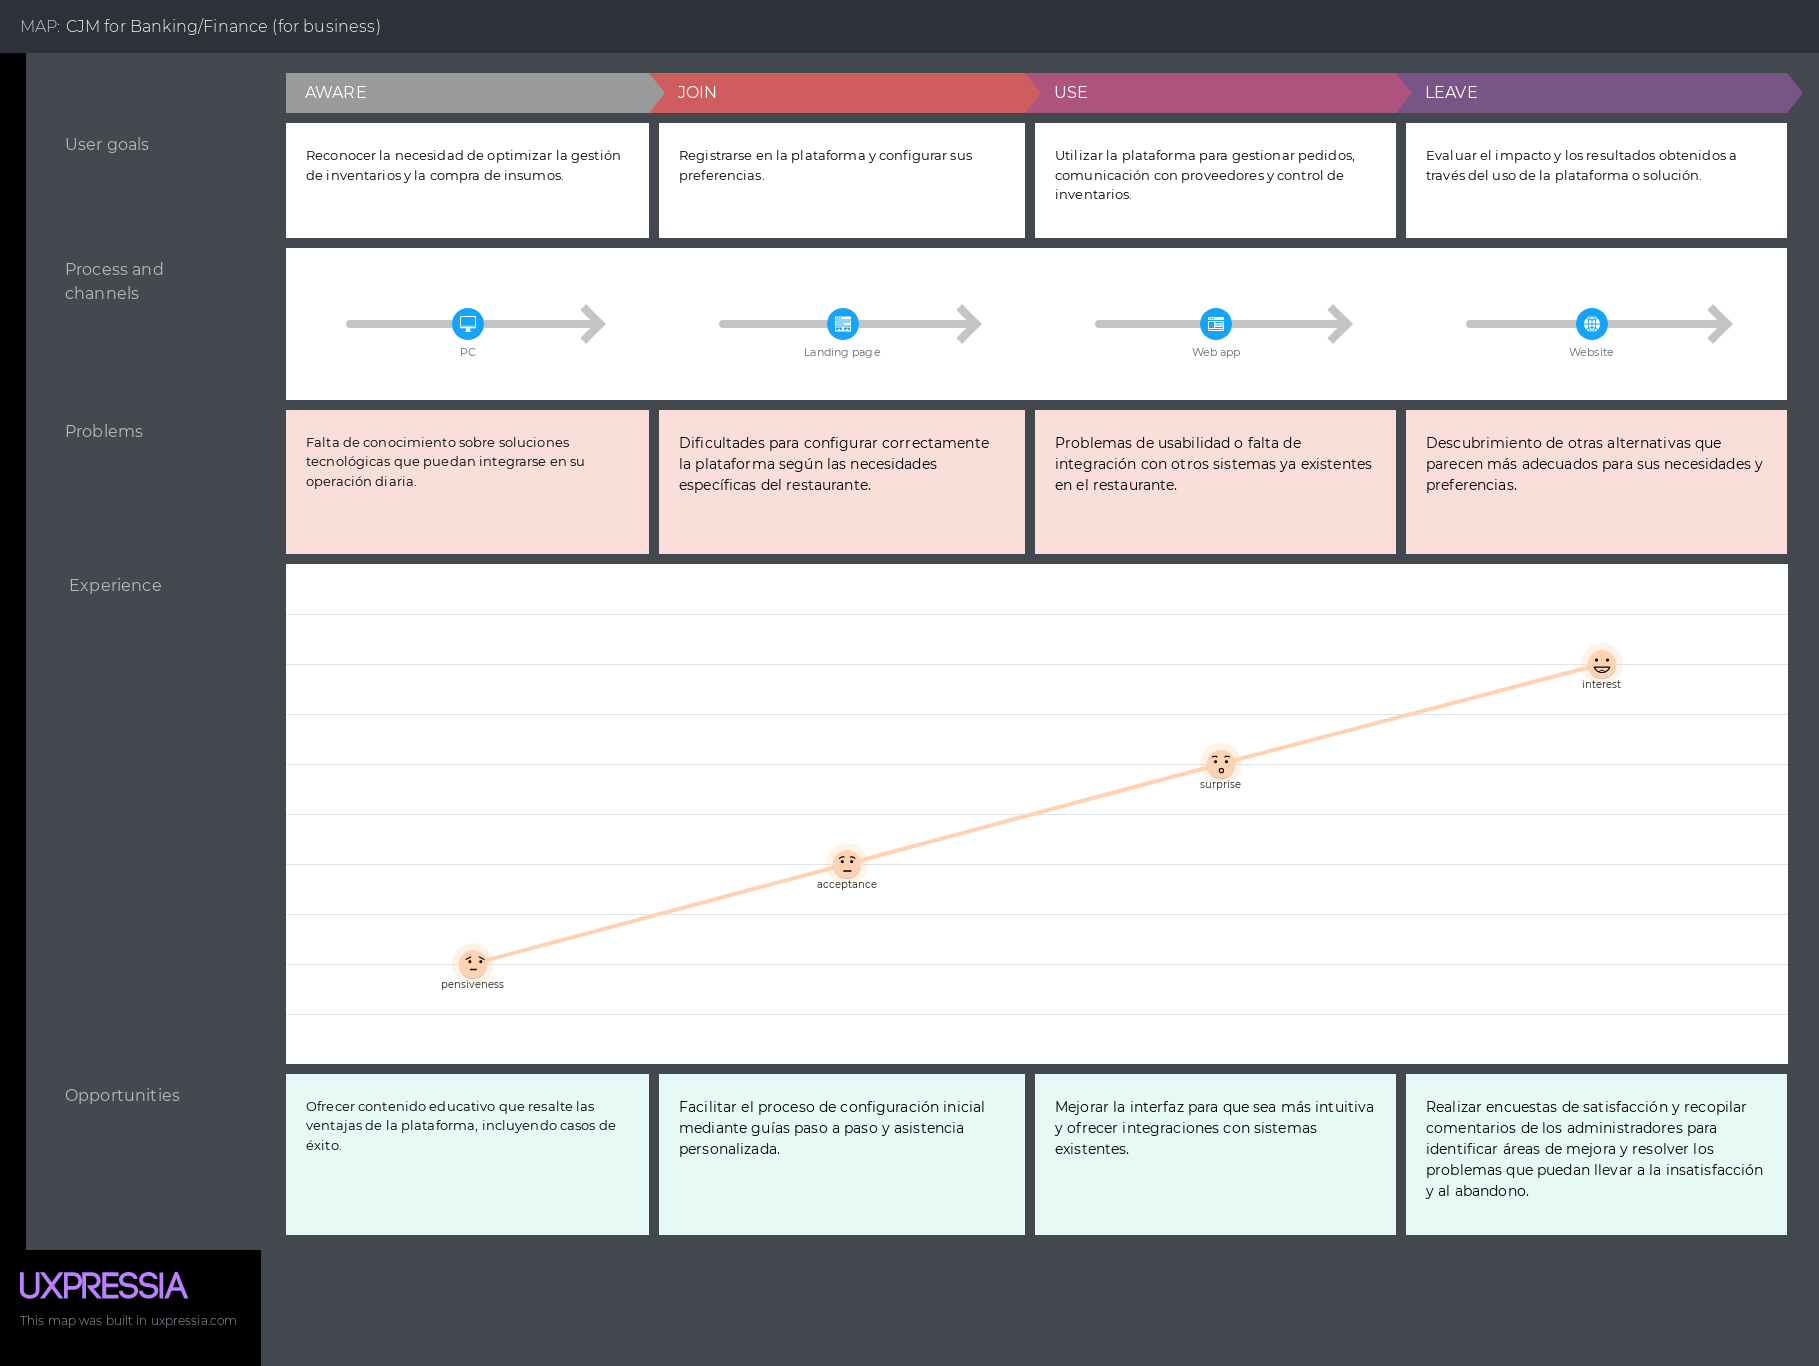 MAP: CJM for Banking/Finance (for business)
AWARE
JOIN
USE
LEAVE
User goals
Reconocer la necesidad de optimizar la gestión
de inventarios y la compra de insumos.
Registrarse en la plataforma y configurar sus
preferencias.
Utilizar la plataforma para gestionar pedidos,
comunicación con proveedores y control de
inventarios.
Evaluar el impacto y los resultados obtenidos a
través del uso de la plataforma o solución.
Process and
channels
PC
Landing page
Web app
Website
Problems
Falta de conocimiento sobre soluciones
tecnológicas que puedan integrarse en su
operación diaria.
Dificultades para configurar correctamente
la plataforma según las necesidades
específicas del restaurante.
Problemas de usabilidad o falta de
integración con otros sistemas ya existentes
en el restaurante.
Descubrimiento de otras alternativas que
parecen más adecuados para sus necesidades y
preferencias.
Experience
interest
surprise
acceptance
pensiveness
Opportunities
Ofrecer contenido educativo que resalte las
ventajas de la plataforma, incluyendo casos de
éxito.
Facilitar el proceso de configuración inicial
mediante guías paso a paso y asistencia
personalizada.
Mejorar la interfaz para que sea más intuitiva
y ofrecer integraciones con sistemas
existentes.
Realizar encuestas de satisfacción y recopilar
comentarios de los administradores para
identificar áreas de mejora y resolver los
problemas que puedan llevar a la insatisfacción
y al abandono.
UXPRESSIA
This map was built in uxpressia.com